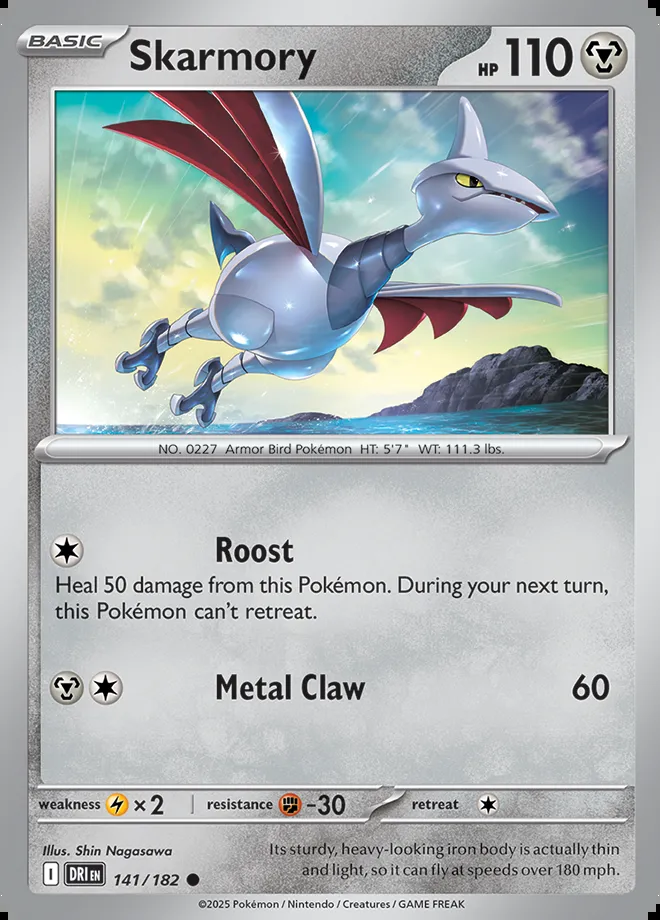 BASIC
Skarmory
HP 110
NO. 0227 Armor Bird Pokémon HT: 5'7" WT: 111.3 lbs.
Roost
Heal 50 damage from this Pokémon. During your next turn,
this Pokémon can't retreat.
Metal Claw 60
weakness ×2 resistance -30 retreat
Illus. Shin Nagasawa
I DRI EN 141/182
Its sturdy, heavy-looking iron body is actually thin
and light, so it can fly at speeds over 180 mph.
©2025 Pokémon / Nintendo / Creatures / GAME FREAK